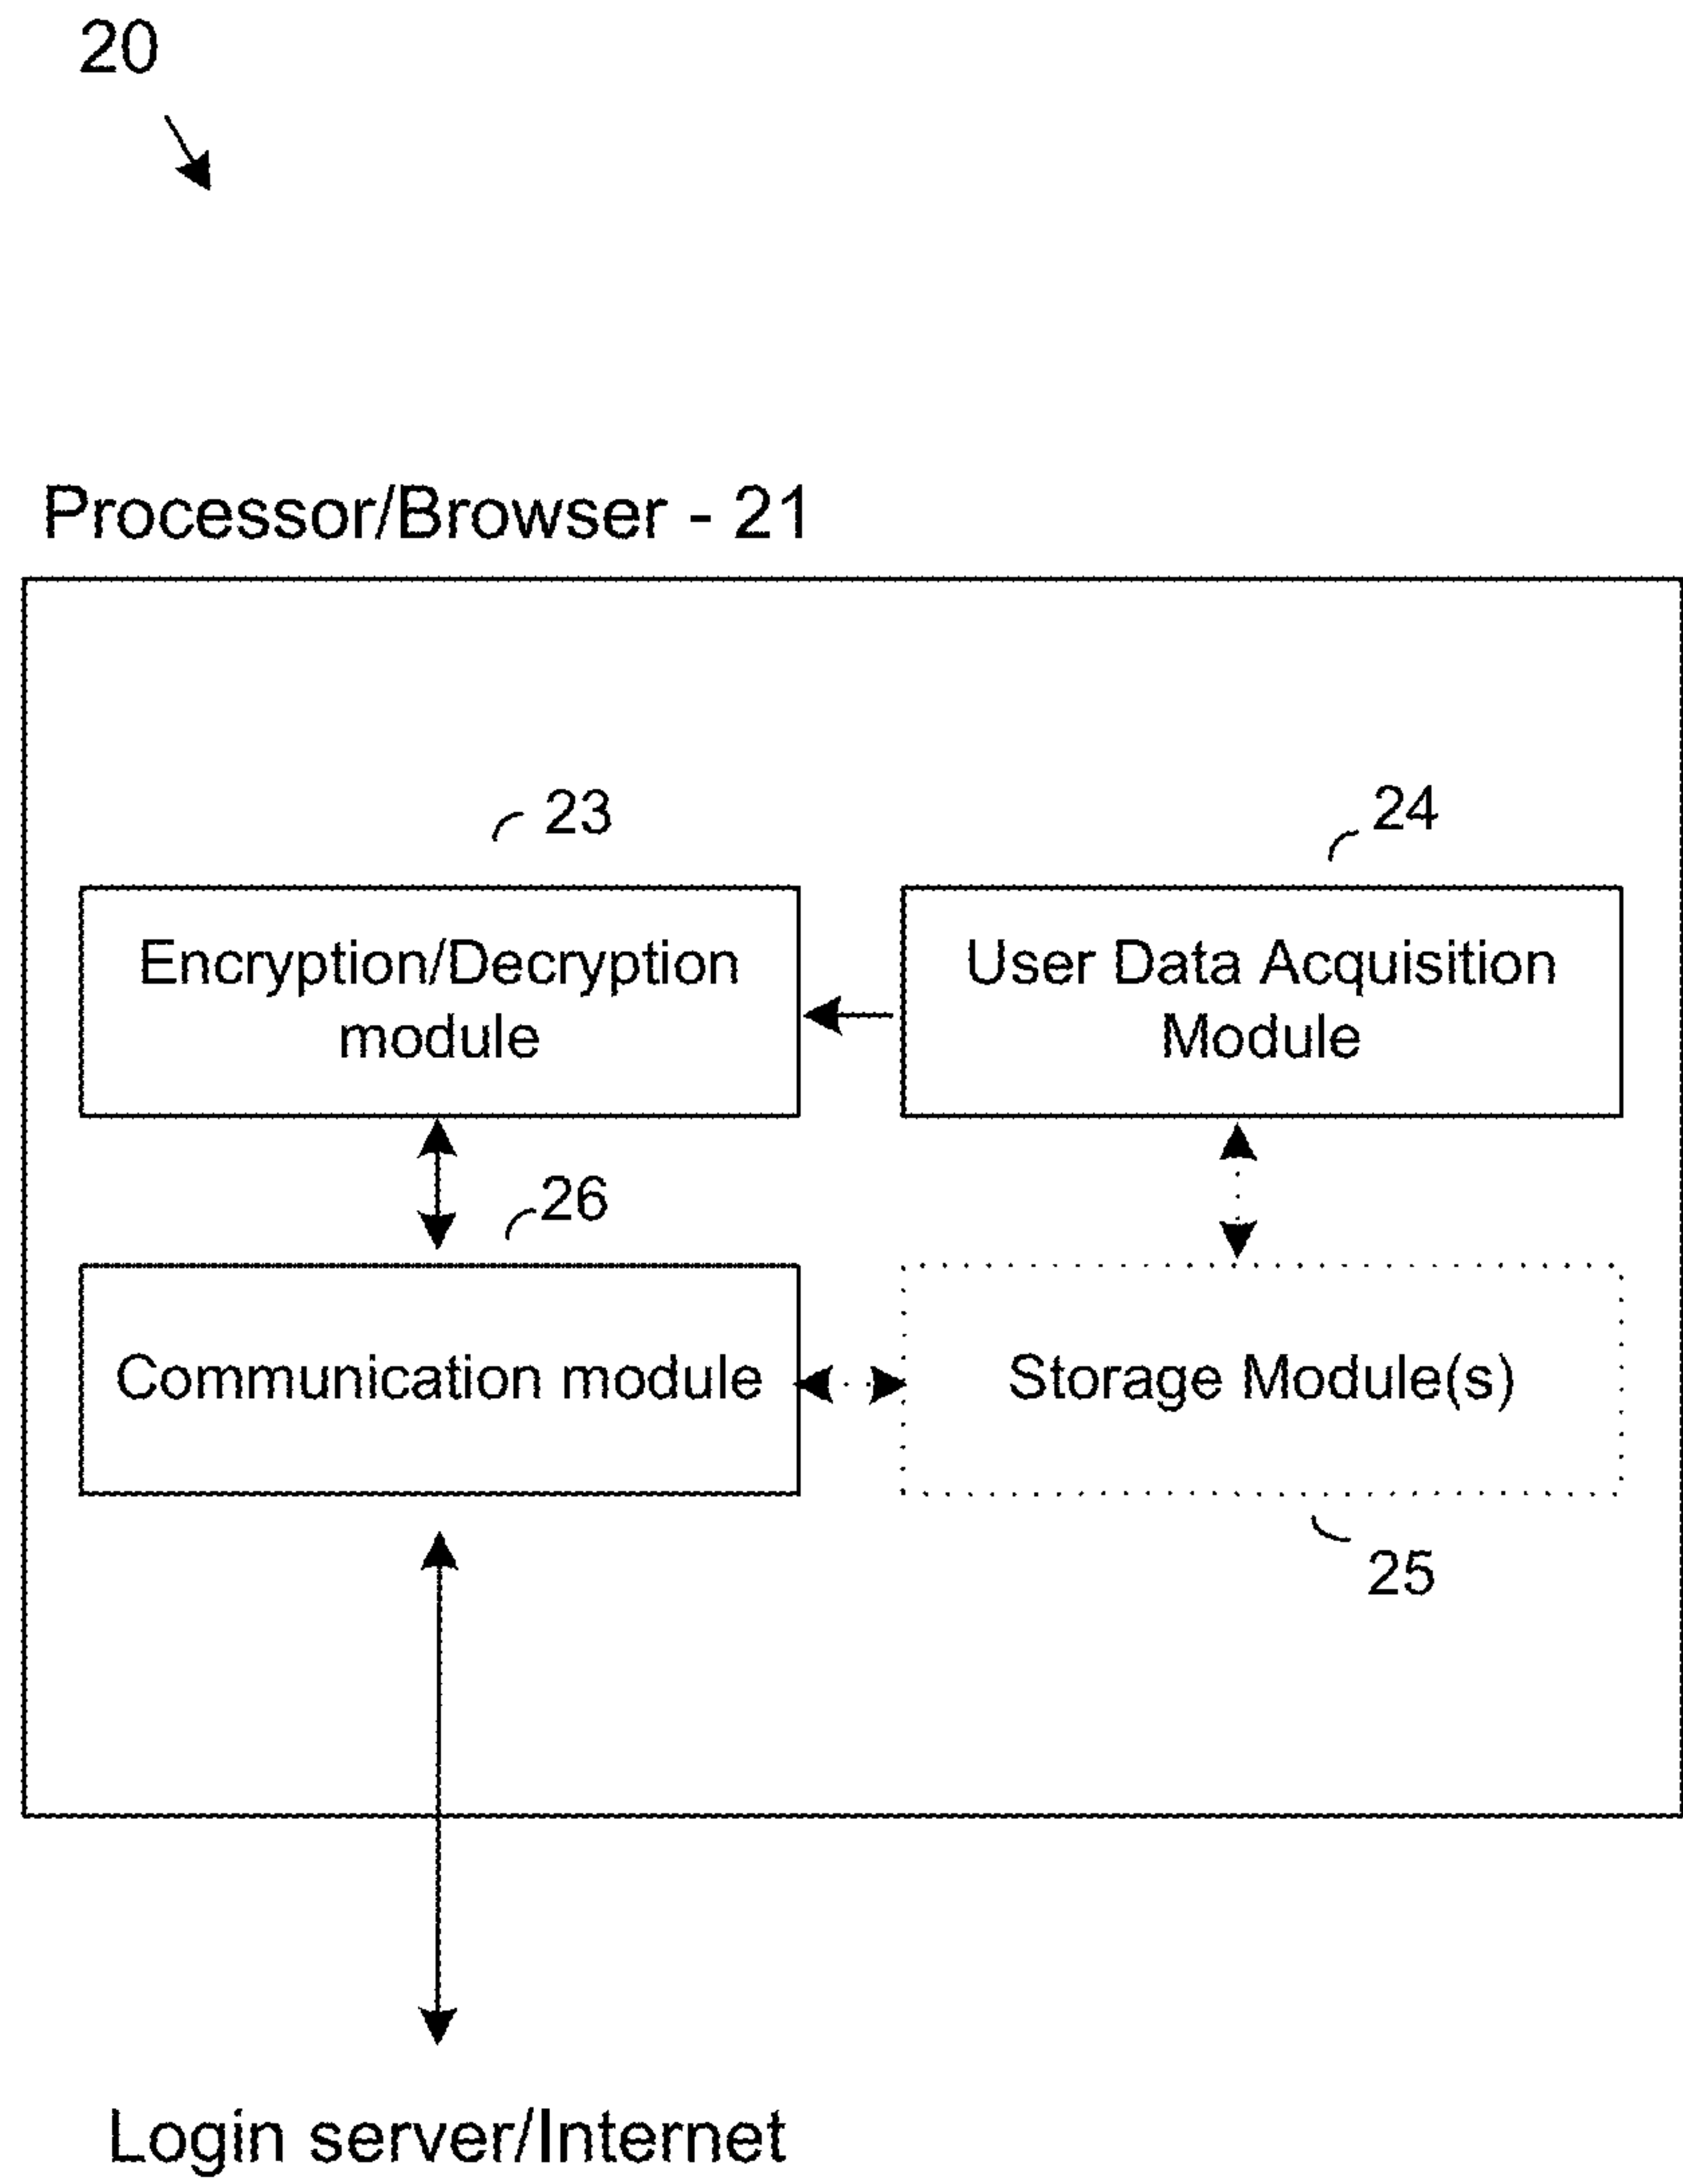 20
Processor/Browser - 21
23
24
Encryption/Decryption
module
User Data Acquisition
Module
26
Communication module
Storage Module(s)
25
Login server/Internet